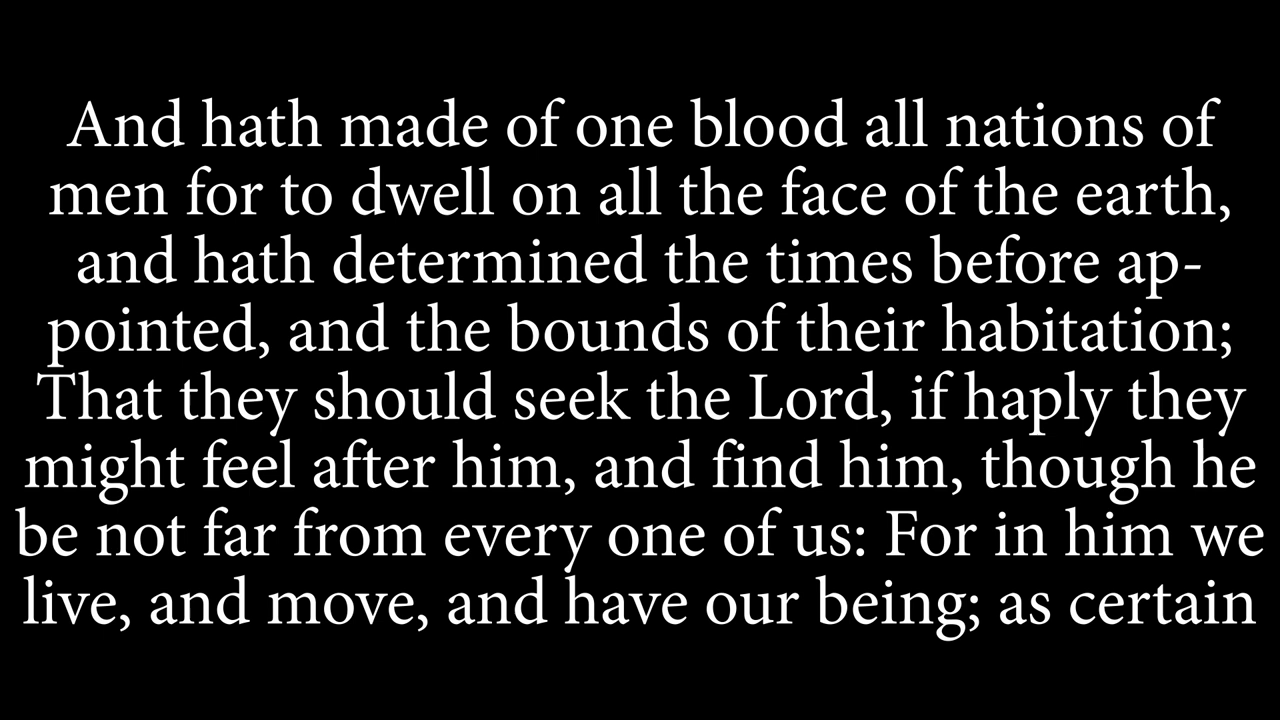 And hath made of one blood all nations of
men for to dwell on all the face of the earth,
and hath determined the times before ap-
pointed, and the bounds of their habitation;
That they should seek the Lord, if haply they
might feel after him, and find him, though he
be not far from every one of us: For in him we
live, and move, and have our being; as certain